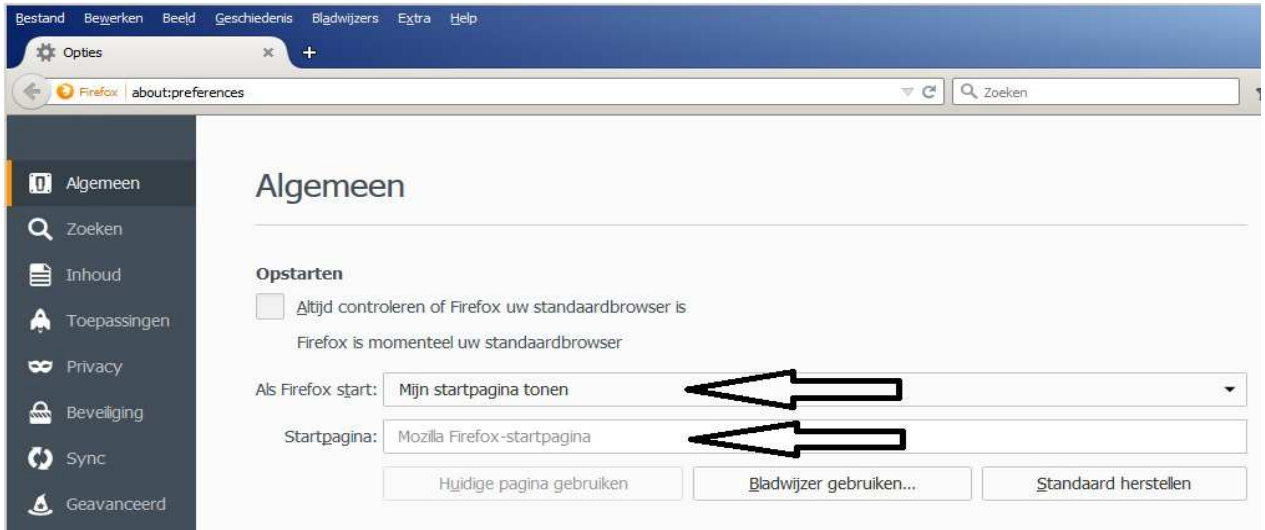 Bestand Bewerken Beeld Geschiedenis Bladwijzers Extra Help
Opties
Firefox about:preferences Zoeken
Algemeen
Zoeken
Inhoud
Toepassingen
Privacy
Beveiliging
Sync
Geavanceerd
Algemeen
Opstarten
Altijd controleren of Firefox uw standaardbrowser is
Firefox is momenteel uw standaardbrowser
Als Firefox start: Mijn startpagina tonen
Startpagina: Mozilla Firefox-startpagina
Huidige pagina gebruiken Bladwijzer gebruiken... Standaard herstellen